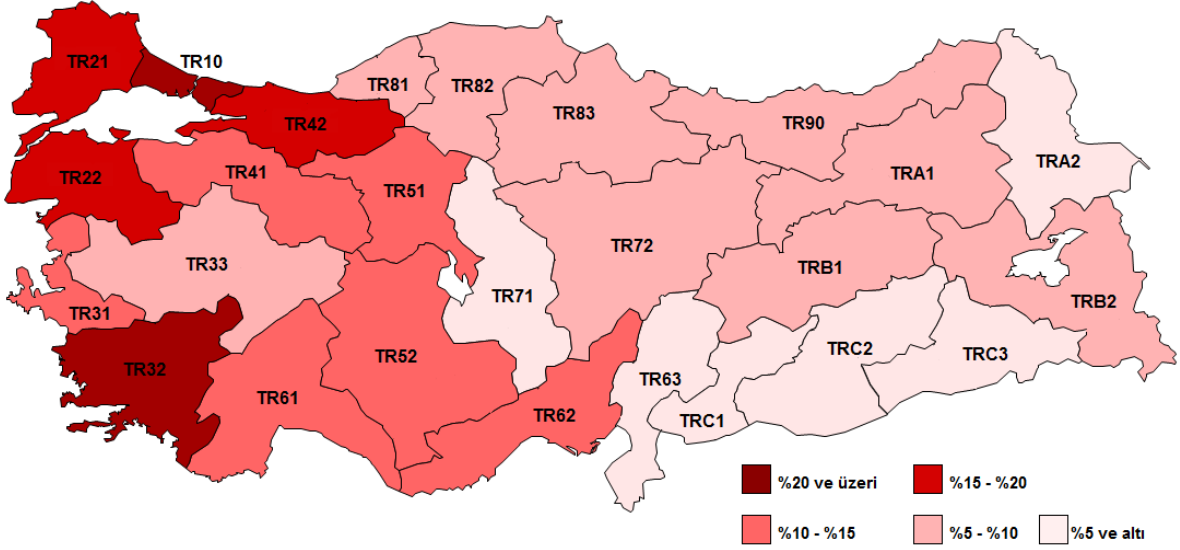 TR21
TR10
TR81
TR82
TR83
TR42
TR90
TRA2
TR22
TR41
TR51
TRA1
TR72
TR33
TRB1
TR71
TRB2
TR31
TR52
TRC2
TRC3
TR32
TR63
TR61
TR62
TRC1
%20 ve üzeri
%15 - %20
%10 - %15
%5 - %10
%5 ve altı